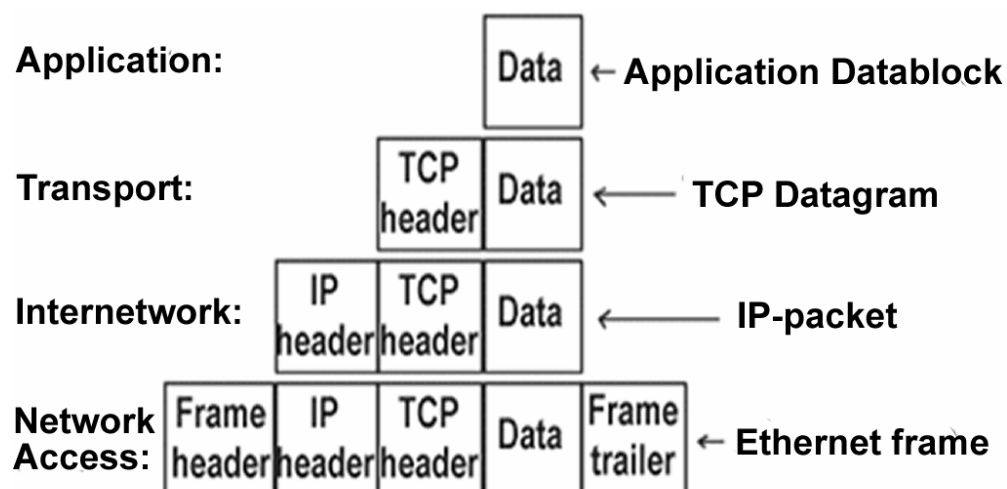 Application:
Data
← Application Datablock
Transport:
TCP
header
Data
← TCP Datagram
Internetwork:
IP
header
TCP
header
Data
← IP-packet
Network
Access:
Frame
header
IP
header
TCP
header
Data
Frame
trailer
← Ethernet frame